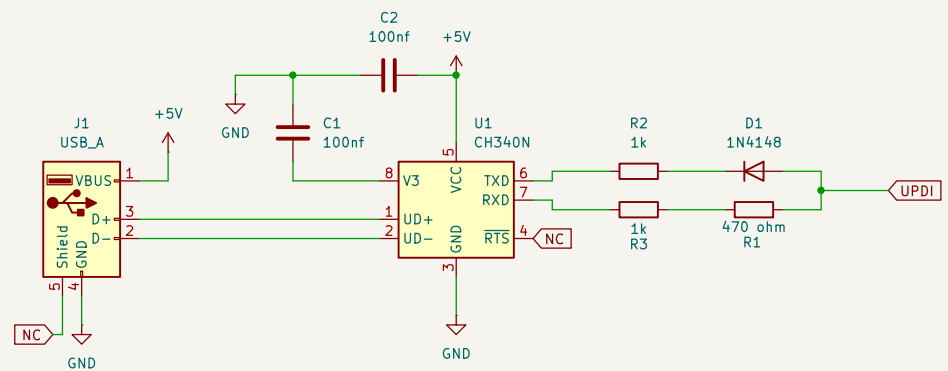 C2
100nf
+5V
GND
C1
100nf
J1
USB_A
+5V
VBUS
1
D+
3
D-
2
Shield
GND
5
4
NC
GND
U1
CH340N
8
V3
5
VCC
TXD
6
RXD
7
1
UD+
2
UD-
GND
3
RTS
4
NC
GND
R2
1k
D1
1N4148
1k
R3
470 ohm
R1
UPDI